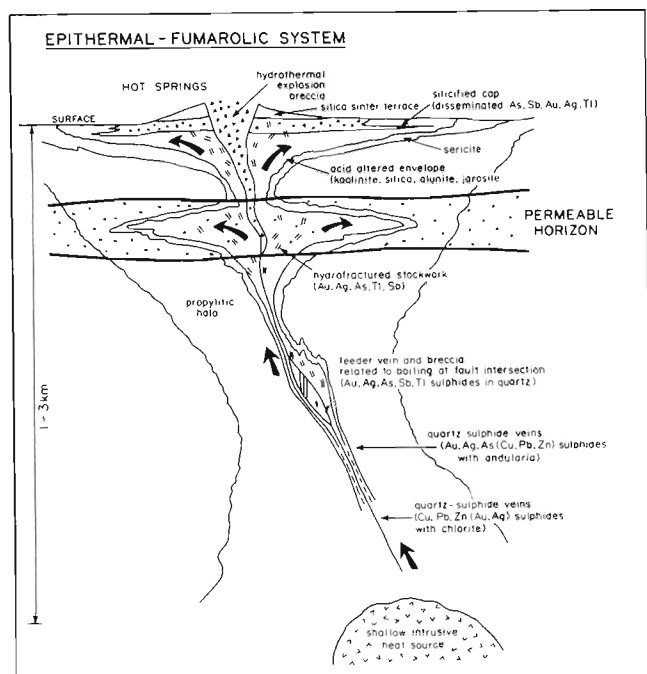 EPITHERMAL-FUMAROLIC SYSTEM
HOT SPRINGS
hydrothermal
explosion
breccia
silica sinter terrace
silicified cap
(disseminated As, Sb, Au, Ag, Tl)
SURFACE
sericite
acid altered envelope
(kaolinite, silica, alunite, jarosite
PERMEABLE
HORIZON
hydrofractured stockwork
(Au, Ag, As, Tl, Sb)
propylitic
halo
leeder vein and breccia
related to boiling at fault intersection
(Au, Ag, As, Sb, Tl sulphides in quartz)
1-3km
quartz sulphide veins
(Au, Ag, As (Cu, Pb, Zn) sulphides
with andularia)
quartz-sulphide veins
(Cu, Pb, Zn (Au, Ag) sulphides
with chlorite)
shallow intrusive
heat source